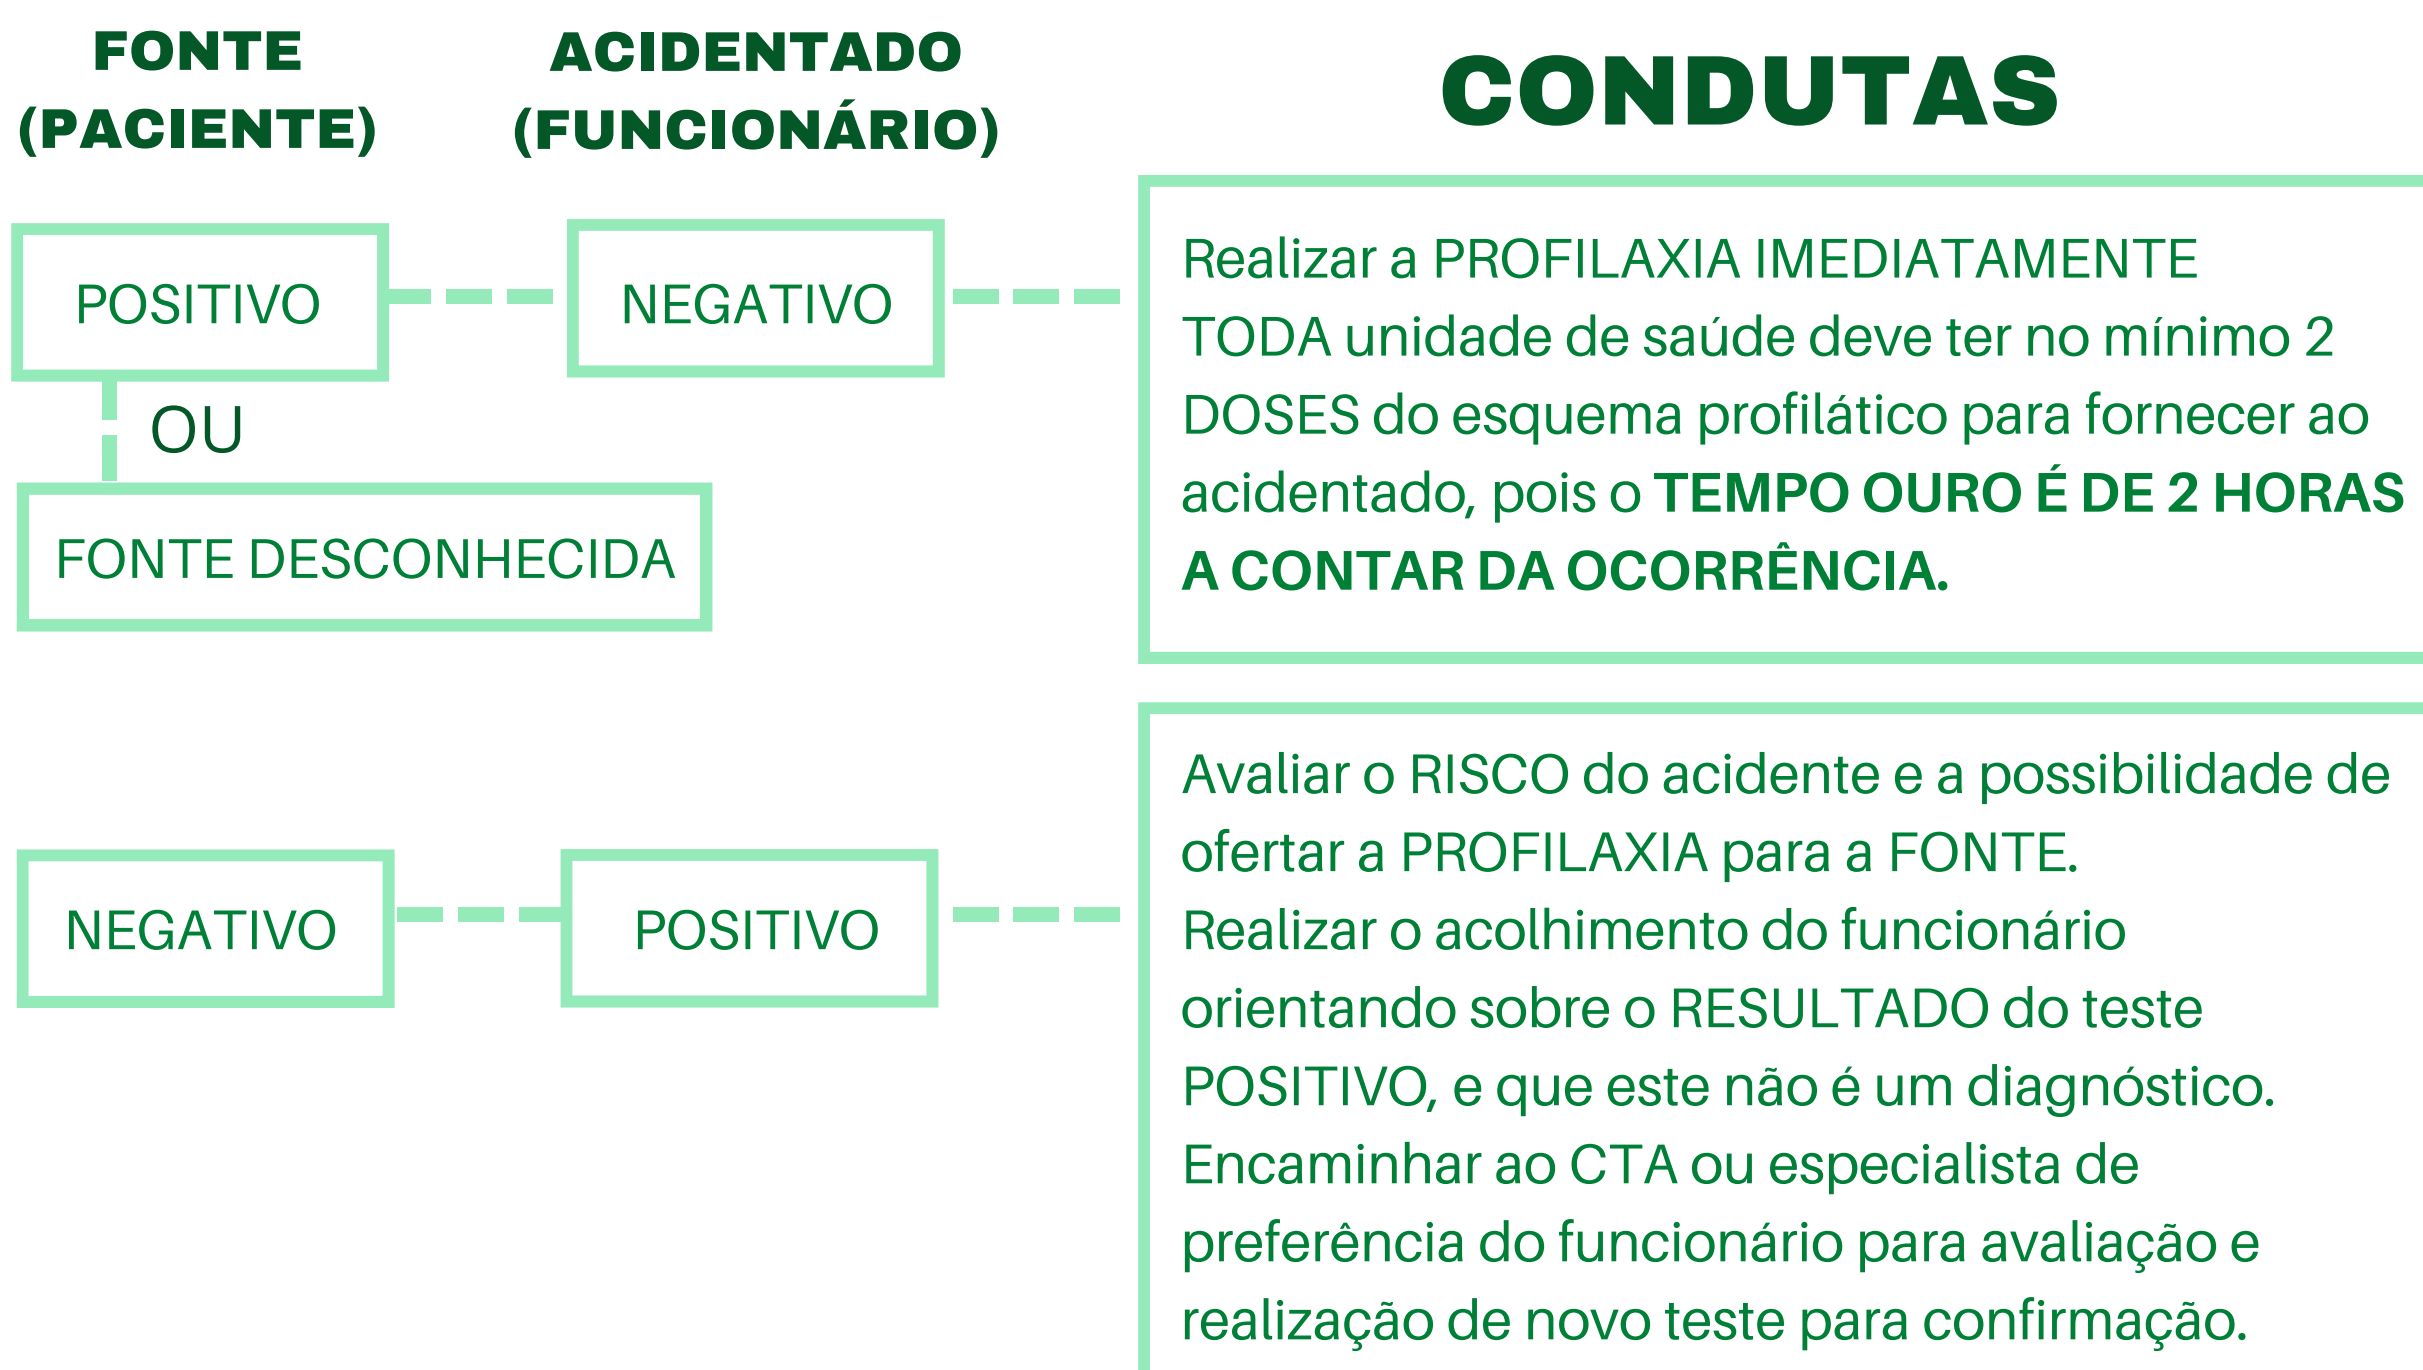 FONTE
(PACIENTE)
ACIDENTADO
(FUNCIONÁRIO)
CONDUTAS
POSITIVO
NEGATIVO
OU
FONTE DESCONHECIDA
Realizar a PROFILAXIA IMEDIATAMENTE
TODA unidade de saúde deve ter no mínimo 2
DOSES do esquema profilático para fornecer ao
acidentado, pois o TEMPO OURO É DE 2 HORAS
A CONTAR DA OCORRÊNCIA.
NEGATIVO
POSITIVO
Avaliar o RISCO do acidente e a possibilidade de
ofertar a PROFILAXIA para a FONTE.
Realizar o acolhimento do funcionário
orientando sobre o RESULTADO do teste
POSITIVO, e que este não é um diagnóstico.
Encaminhar ao CTA ou especialista de
preferência do funcionário para avaliação e
realização de novo teste para confirmação.